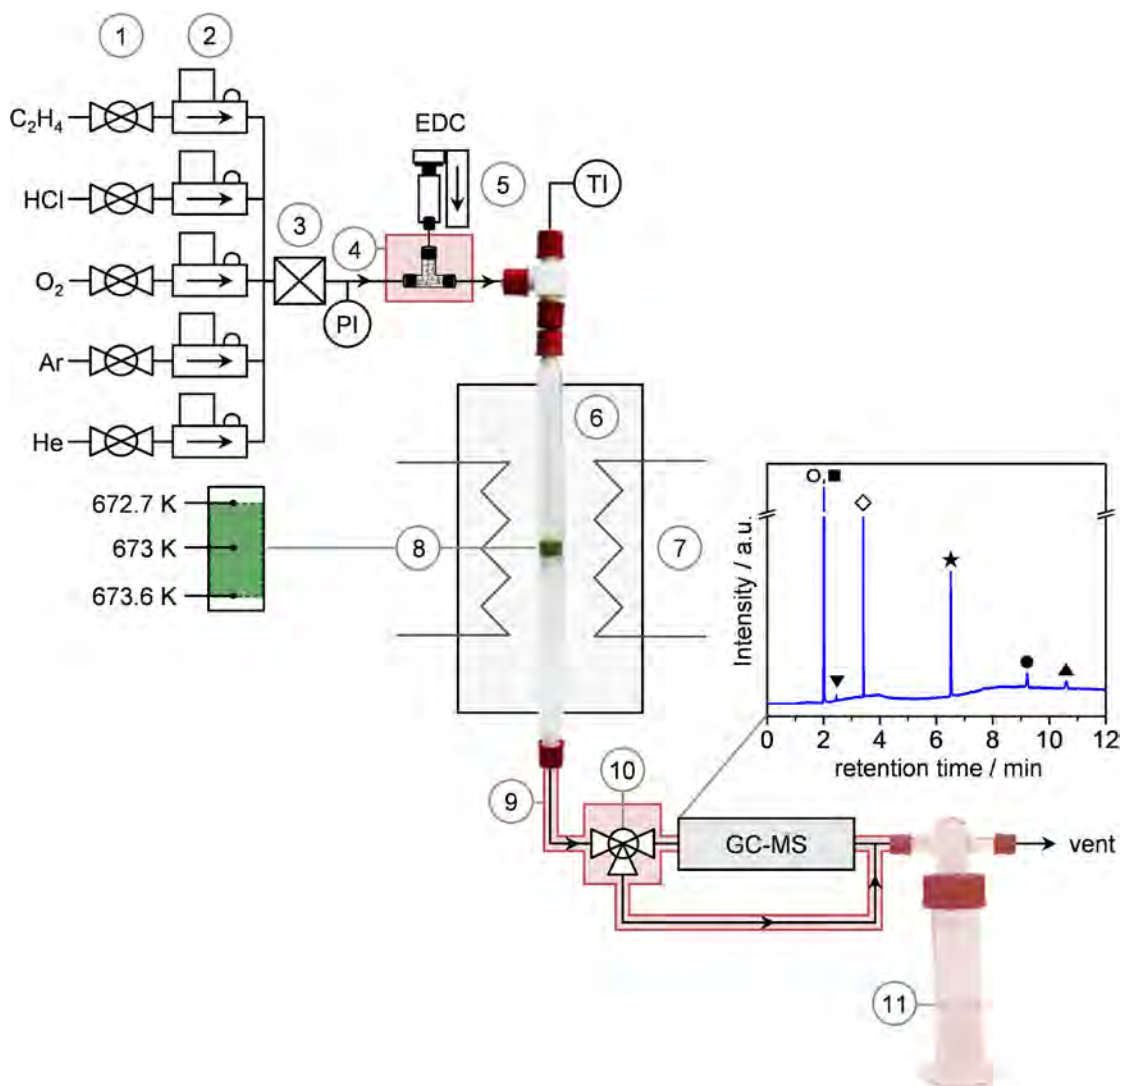 1
2
C₂H₄
HCl
O₂
Ar
He
3
PI
4
EDC
5
TI
6
7
8
672.7 K
673 K
673.6 K
9
10
GC-MS
vent
11
Intensity / a.u.
0 2 4 6 8 10 12
retention time / min